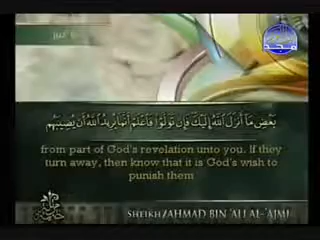 بَعْضِ مَا أَنزَلَ اللَّهُ إِلَيْكَ فَإِن تَوَلَّوْا فَاعْلَمْ أَنَّمَا يُرِيدُ اللَّهُ أَن يُصِيبَهُم
from part of God's revelation unto you. If they
turn away, then know that it is God's wish to
punish them
SHEIKH/AHMAD BIN 'ALI AL-'AJMI